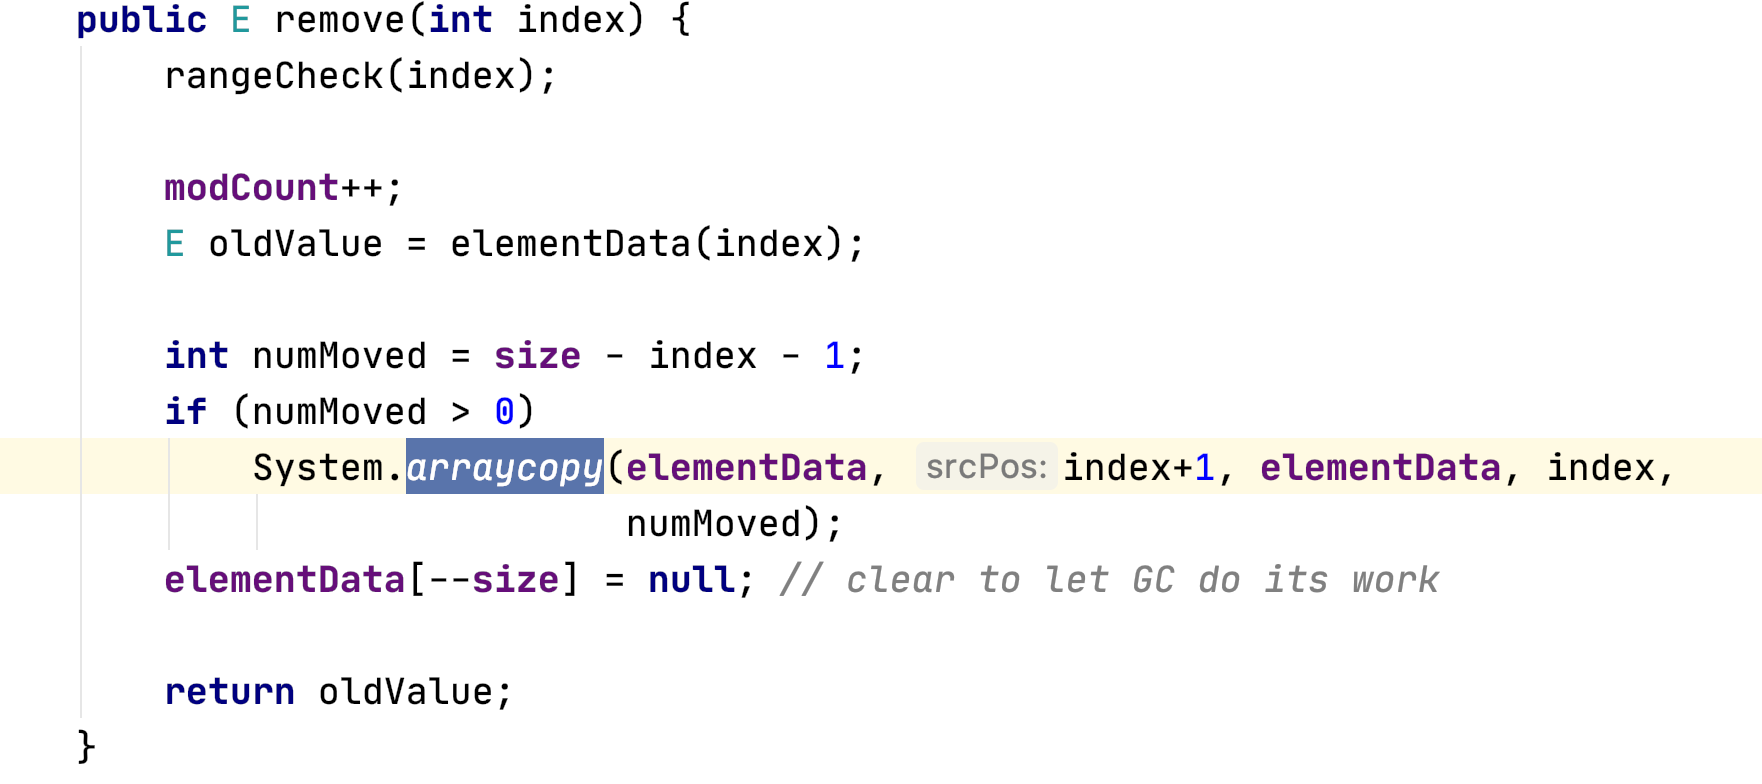 public E remove(int index) {
rangeCheck(index);
modCount++;
E oldValue = elementData(index);
int numMoved = size - index - 1;
if (numMoved > 0)
System.arraycopy(elementData, srcPos: index+1, elementData, index,
numMoved);
elementData[--size] = null; // clear to let GC do its work
return oldValue;
}